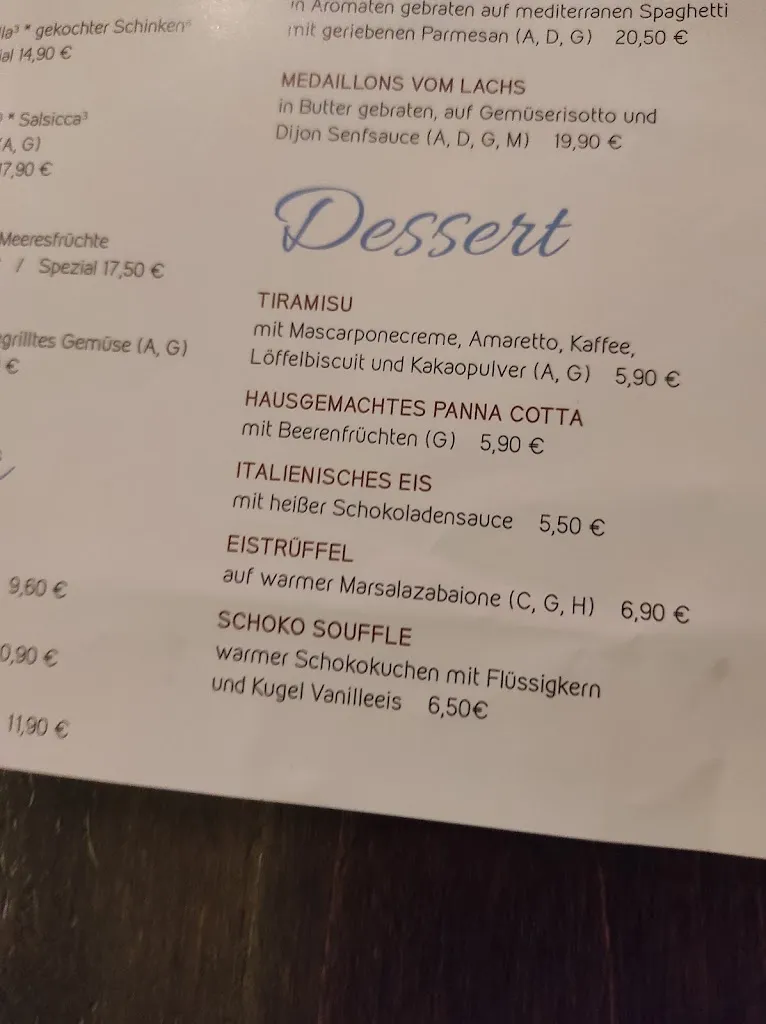 gekochter Schinken
14,90 €
* Salsicca³
(A, G)
17,90 €
Meeresfrüchte
/ Spezial 17,50 €
Gemüse (A, G)
€
9,60 €
0,90 €
11,90 €
in Aromaten gebraten auf mediterranen Spaghetti
mit geriebenen Parmesan (A, D, G) 20,50 €
MEDAILLONS VOM LACHS
in Butter gebraten, auf Gemüserisotto und
Dijon Senfsauce (A, D, G, M) 19,90 €
Dessert
TIRAMISU
mit Mascarponecreme, Amaretto, Kaffee,
Löffelbiscuit und Kakaopulver (A, G) 5,90 €
HAUSGEMACHTES PANNA COTTA
mit Beerenfrüchten (G) 5,90 €
ITALIENISCHES EIS
mit heißer Schokoladensauce 5,50 €
EISTRÜFFEL
auf warmer Marsalazabaione (C, G, H) 6,90 €
SCHOKO SOUFFLE
warmer Schokokuchen mit Flüssigkern
und Kugel Vanilleeis 6,50€